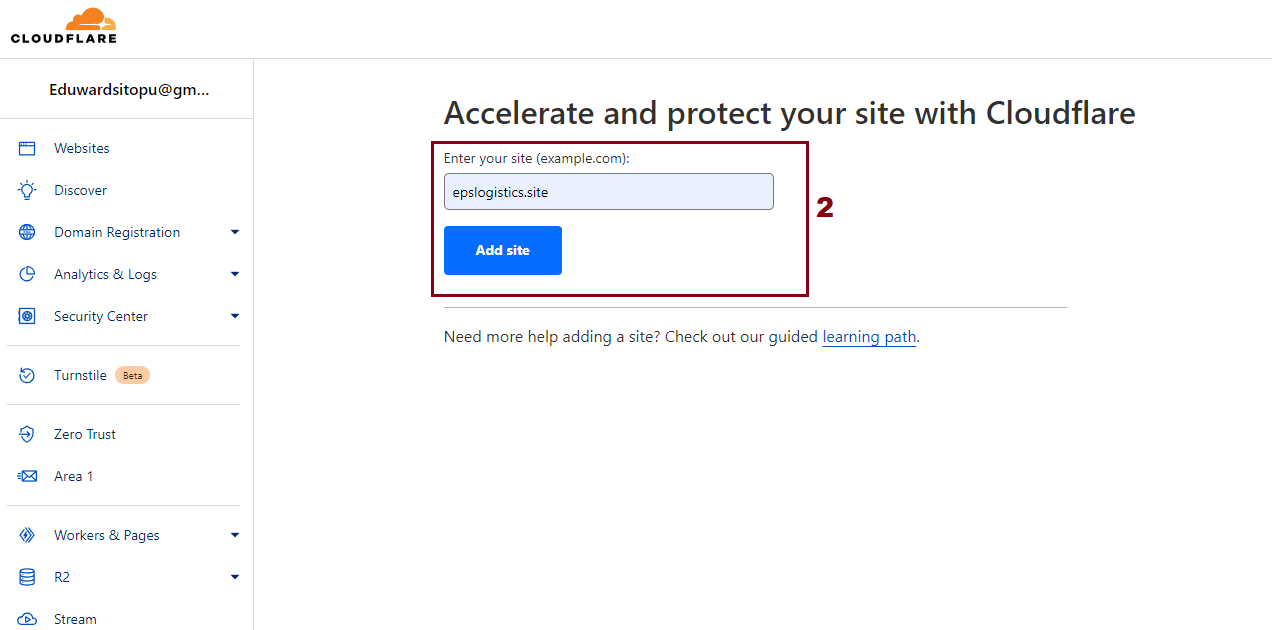 CLOUDFLARE
Eduwardsitopu@gm...
Websites
Discover
Domain Registration
Analytics & Logs
Security Center
Turnstile Beta
Zero Trust
Area 1
Workers & Pages
R2
Stream
Accelerate and protect your site with Cloudflare
Enter your site (example.com):
epslogistics.site
2
Add site
Need more help adding a site? Check out our guided learning path.